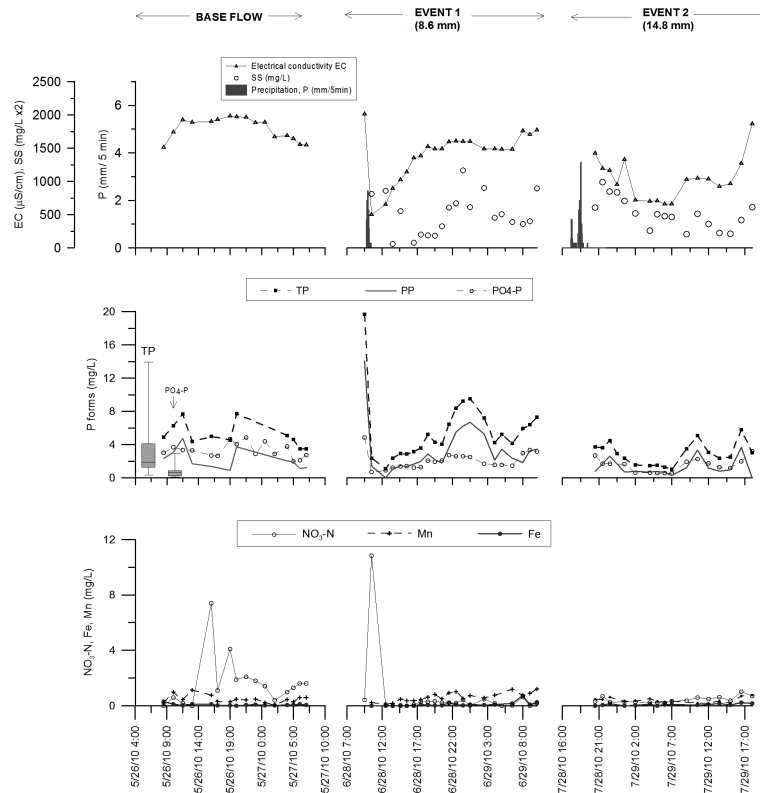 BASE FLOW
EVENT 1
(8.6 mm)
EVENT 2
(14.8 mm)
Electrical conductivity EC
SS (mg/L)
Precipitation, P (mm/5min)
EC (µS/cm), SS (mg/L x2)
2500
2000
1500
1000
500
0
P (mm/ 5 min)
6
4
2
0
TP
PP
PO4-P
P forms (mg/L)
20
16
12
8
4
0
TP
PO4-P
NO3-N
Mn
Fe
NO3-N, Fe, Mn (mg/L)
12
8
4
0
5/26/10 4:00
5/26/10 9:00
5/26/10 14:00
5/26/10 19:00
5/27/10 0:00
5/27/10 5:00
5/27/10 10:00
6/28/10 7:00
6/28/10 12:00
6/28/10 17:00
6/28/10 22:00
6/29/10 3:00
6/29/10 8:00
7/28/10 16:00
7/28/10 21:00
7/29/10 2:00
7/29/10 7:00
7/29/10 12:00
7/29/10 17:00